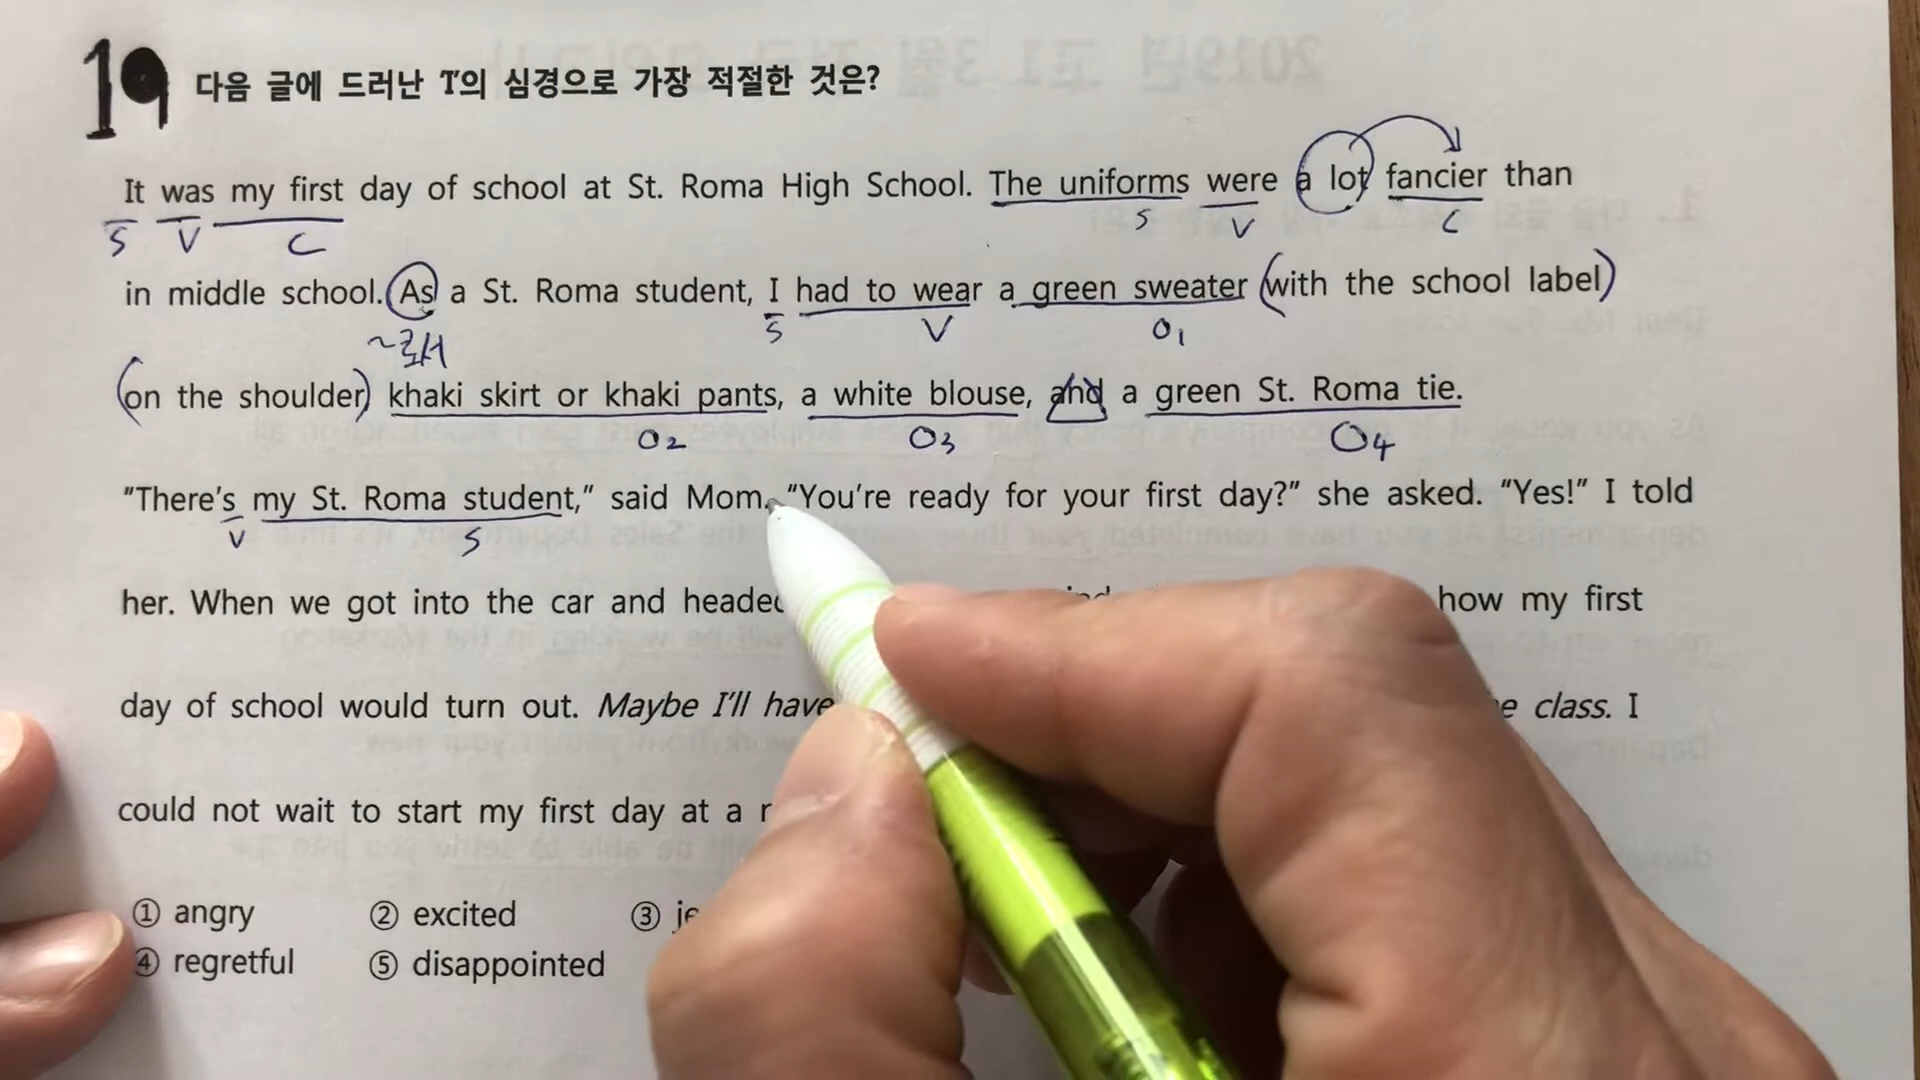 19 다음 글에 드러난 'I'의 심경으로 가장 적절한 것은?
It was my first day of school at St. Roma High School. The uniforms were a lot fancier than
S V C S V C
in middle school. As a St. Roma student, I had to wear a green sweater (with the school label)
~로서 S V O1
(on the shoulder) khaki skirt or khaki pants, a white blouse, and a green St. Roma tie.
O2 O3 O4
"There's my St. Roma student," said Mom. "You're ready for your first day?" she asked. "Yes!" I told
V S
her. When we got into the car and headed how my first
day of school would turn out. Maybe I'll have class. I
could not wait to start my first day at a
① angry ② excited ③
④ regretful ⑤ disappointed